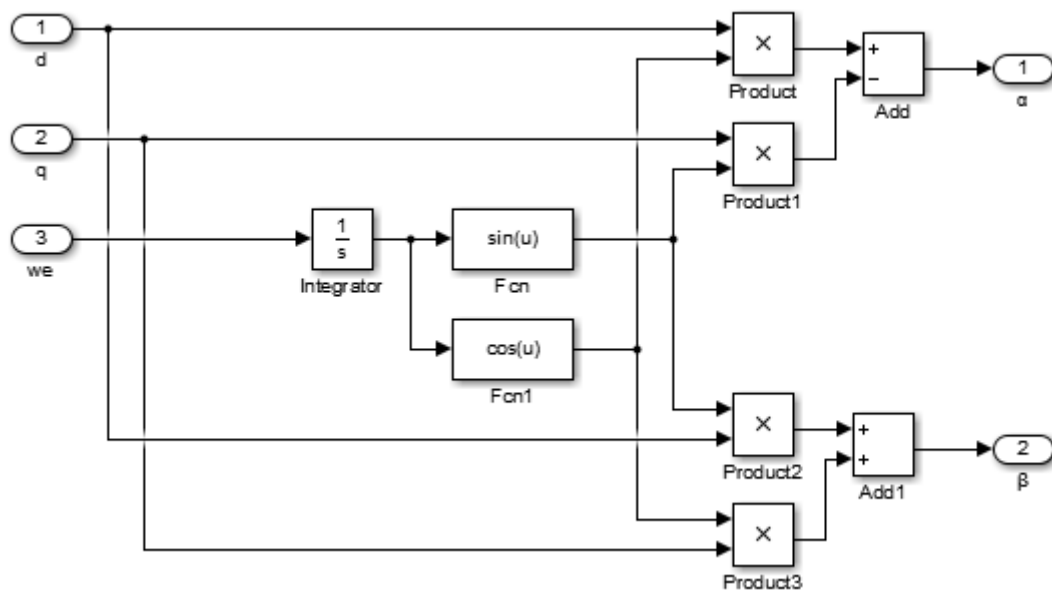 1
d
2
q
3
we
1
s
Integrator
sin(u)
Fcn
cos(u)
Fcn1
×
Product
×
Product1
×
Product2
×
Product3
+
−
Add
+
+
Add1
1
α
2
β